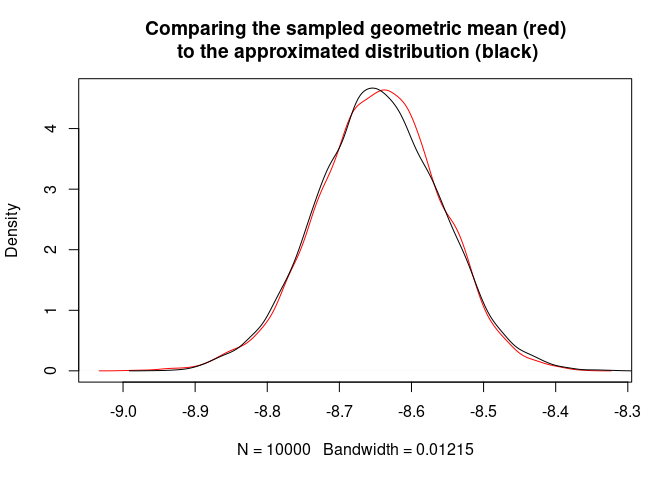 Comparing the sampled geometric mean (red)
to the approximated distribution (black)
Density
4
3
2
1
0
-9.0 -8.9 -8.8 -8.7 -8.6 -8.5 -8.4 -8.3
N = 10000 Bandwidth = 0.01215